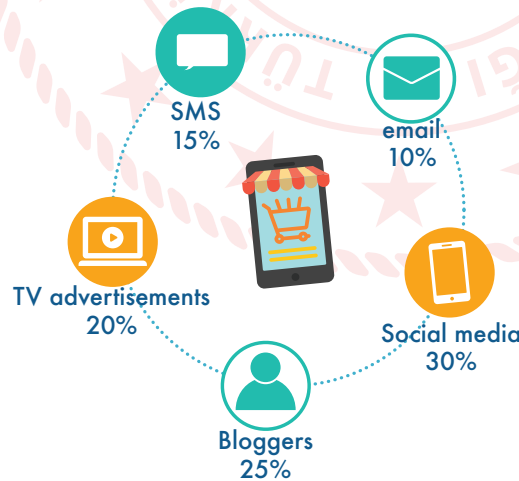 SMS
15%
email
10%
TV advertisements
20%
Social media
30%
Bloggers
25%